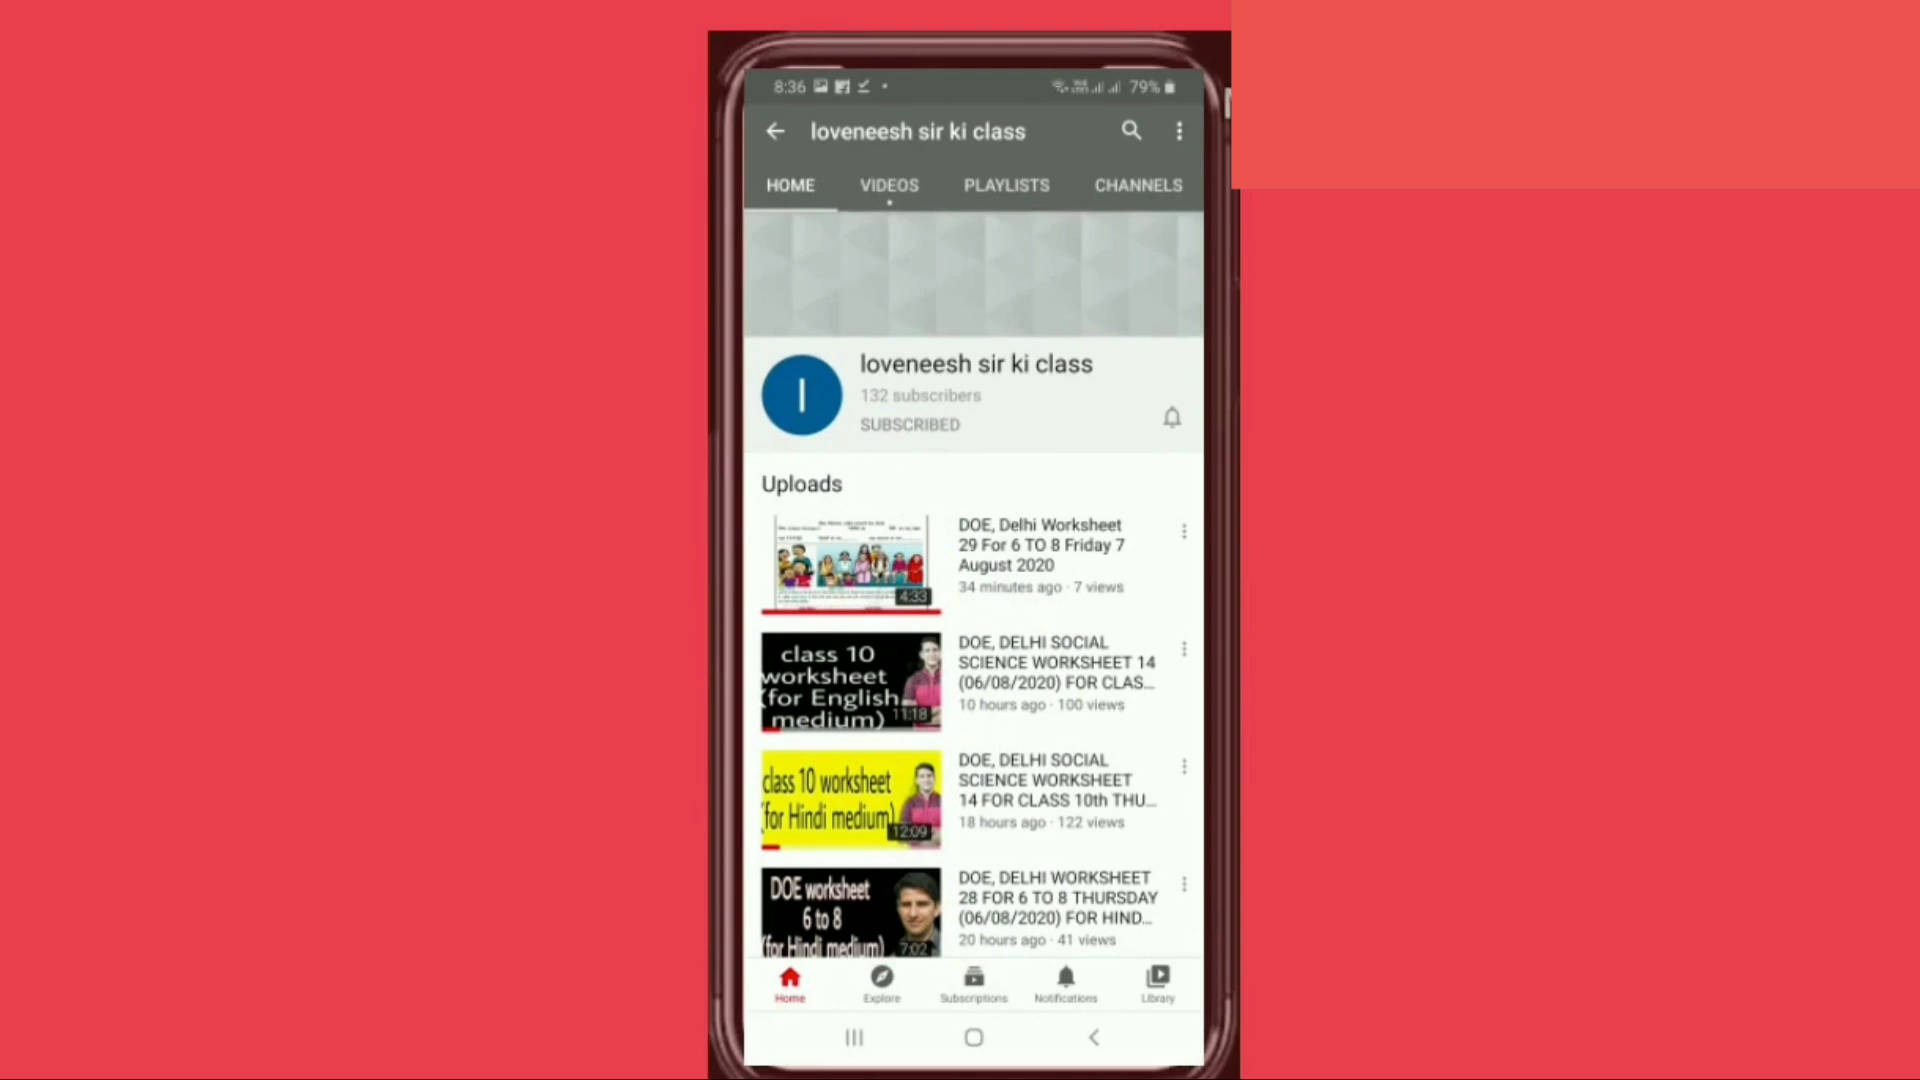 8:36
79%
loveneesh sir ki class
HOME VIDEOS PLAYLISTS CHANNELS
l
loveneesh sir ki class
132 subscribers
SUBSCRIBED
Uploads
4:33
DOE, Delhi Worksheet
29 For 6 TO 8 Friday 7
August 2020
34 minutes ago · 7 views
class 10
worksheet
(for English
medium)
11:18
DOE, DELHI SOCIAL
SCIENCE WORKSHEET 14
(06/08/2020) FOR CLAS...
10 hours ago · 100 views
class 10 worksheet
(for Hindi medium)
12:09
DOE, DELHI SOCIAL
SCIENCE WORKSHEET
14 FOR CLASS 10th THU...
18 hours ago · 122 views
DOE worksheet
6 to 8
(for Hindi medium)
7:02
DOE, DELHI WORKSHEET
28 FOR 6 TO 8 THURSDAY
(06/08/2020) FOR HIND...
20 hours ago · 41 views
Home Explore Subscriptions Notifications Library